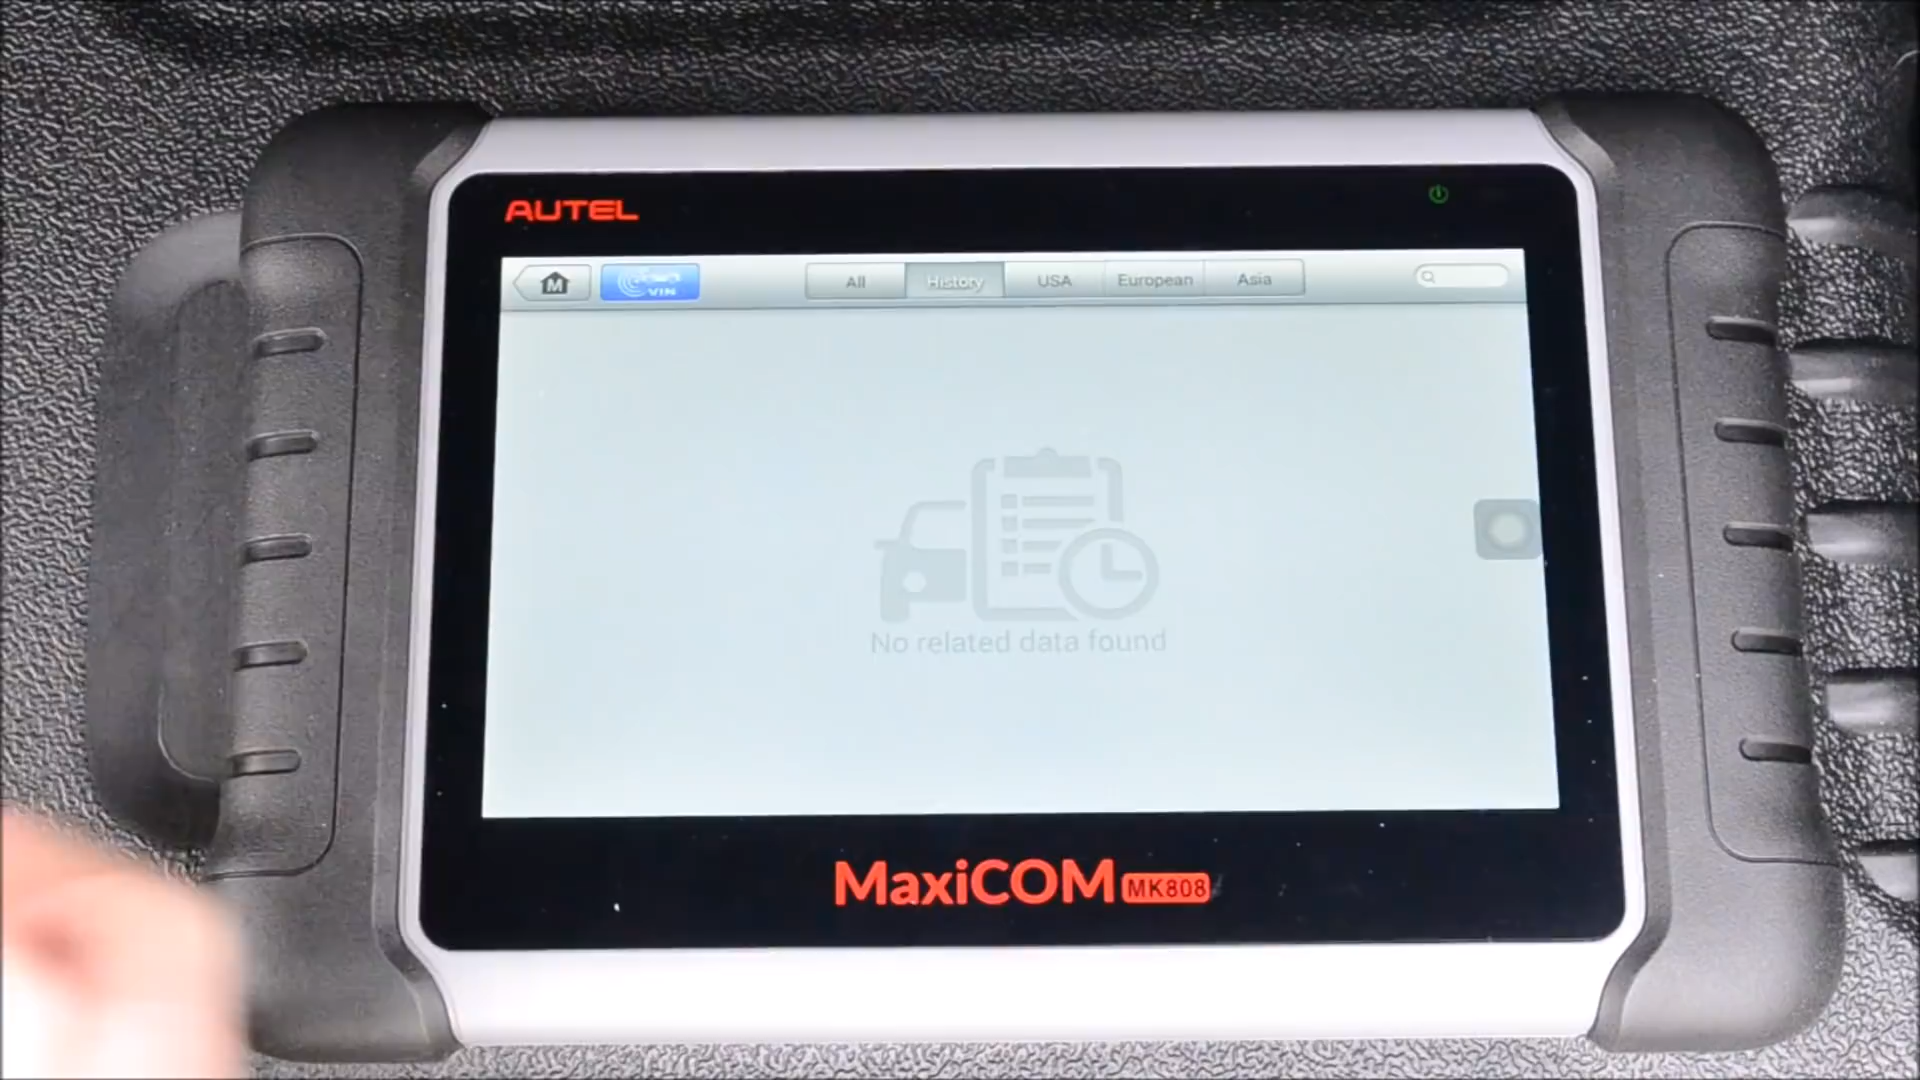 AUTEL
M
VIN
All
History
USA
European
Asia
No related data found
MaxiCOM MK808